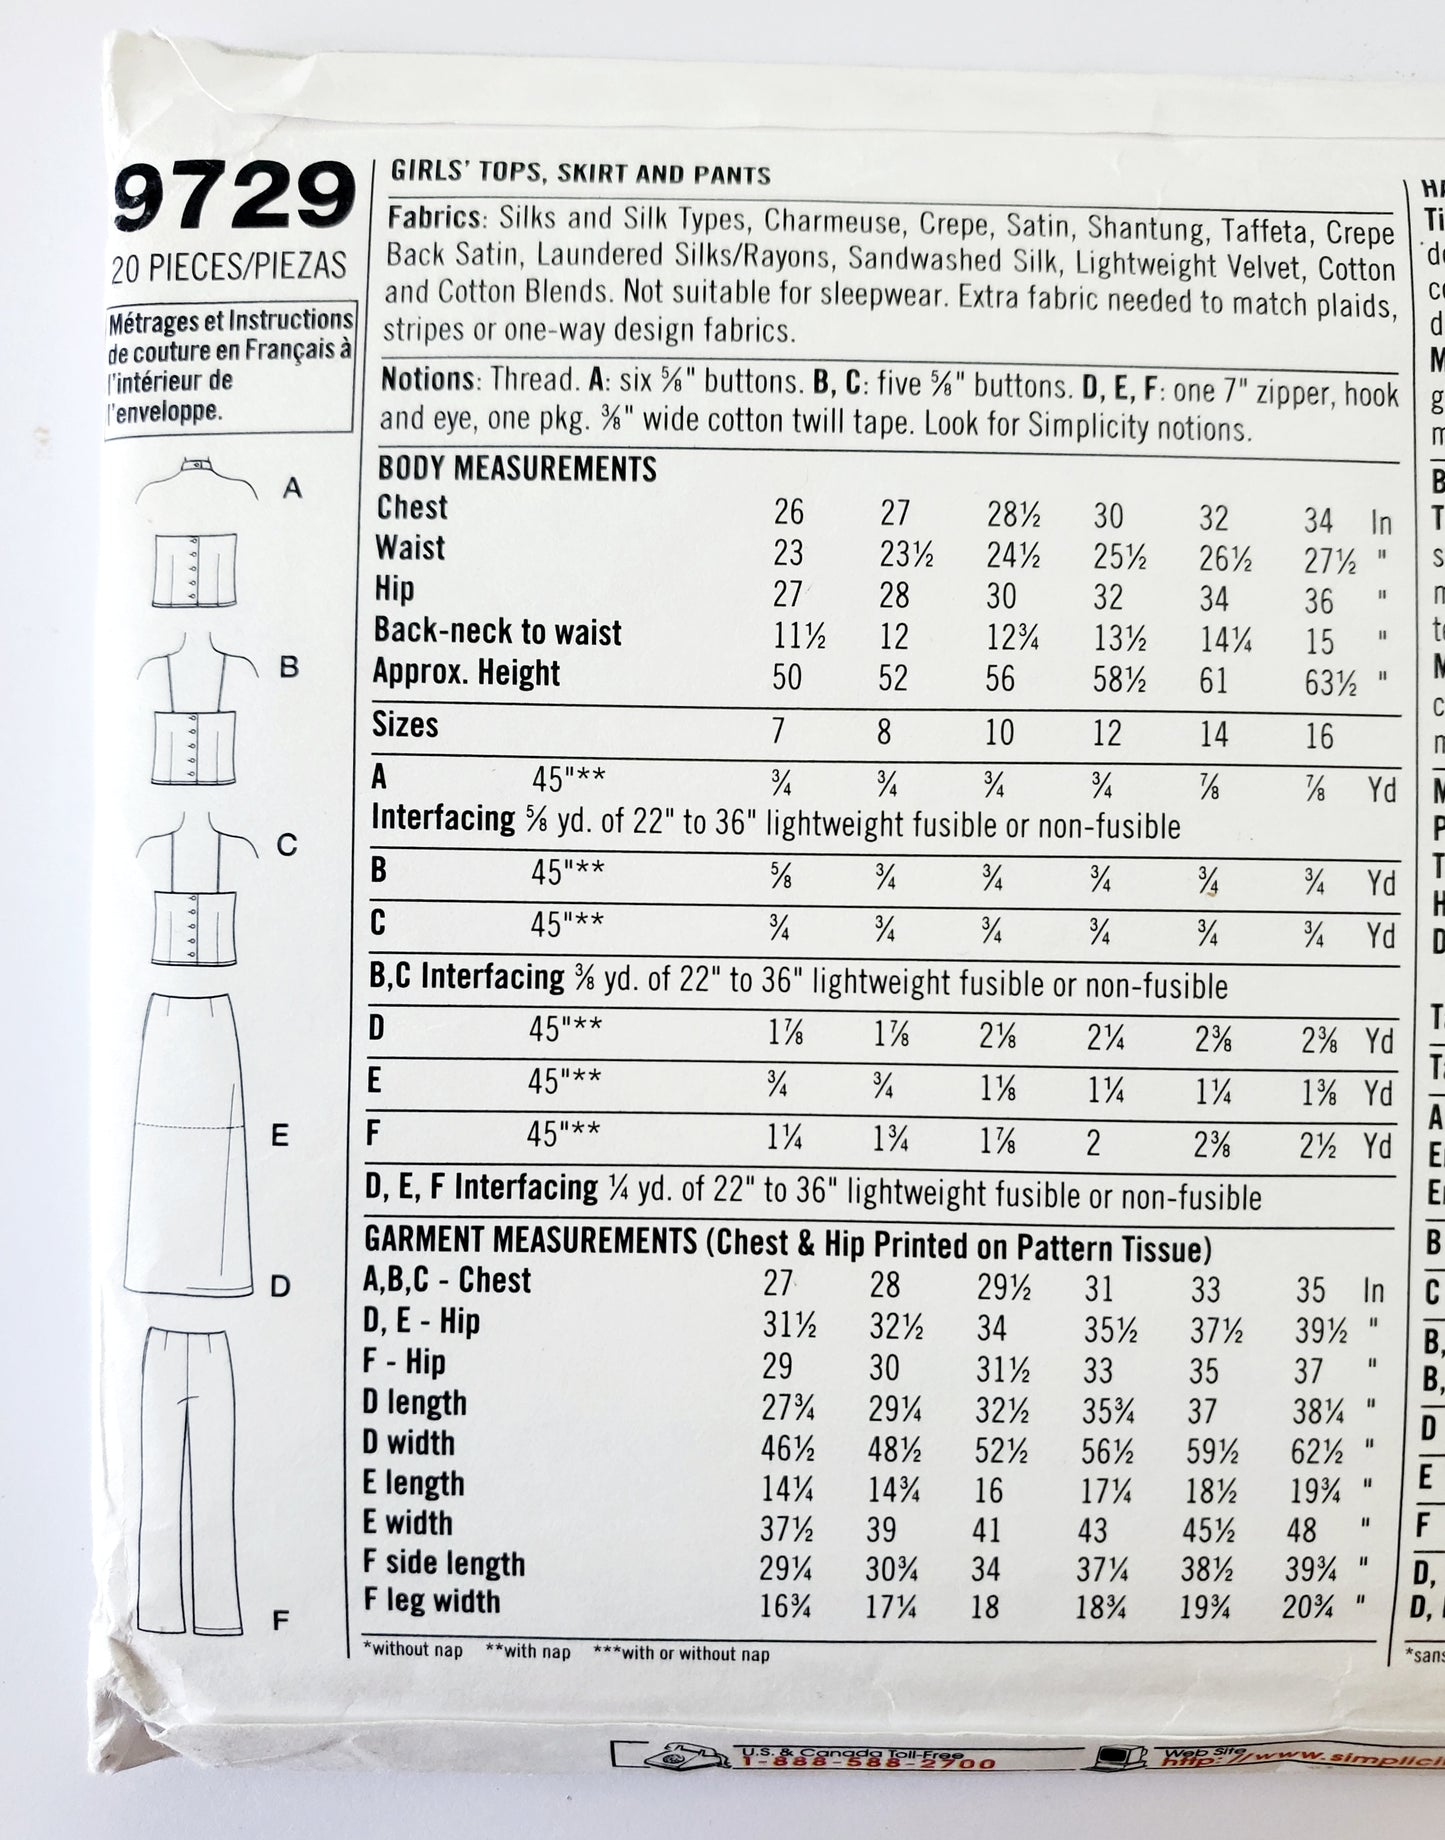 9729
20 PIECES/PIEZAS
Métrages et Instructions
de couture en Français à
l'intérieur de
l'enveloppe.
A
B
C
E
D
F
GIRLS' TOPS, SKIRT AND PANTS
Fabrics: Silks and Silk Types, Charmeuse, Crepe, Satin, Shantung, Taffeta, Crepe
Back Satin, Laundered Silks/Rayons, Sandwashed Silk, Lightweight Velvet, Cotton
and Cotton Blends. Not suitable for sleepwear. Extra fabric needed to match plaids,
stripes or one-way design fabrics.
Notions: Thread. A: six ⅝" buttons. B, C: five ⅝" buttons. D, E, F: one 7" zipper, hook
and eye, one pkg. ⅜" wide cotton twill tape. Look for Simplicity notions.
BODY MEASUREMENTS
Chest 26 27 28½ 30 32 34 In
Waist 23 23½ 24½ 25½ 26½ 27½ "
Hip 27 28 30 32 34 36 "
Back-neck to waist 11½ 12 12¾ 13½ 14¼ 15 "
Approx. Height 50 52 56 58½ 61 63½ "
Sizes 7 8 10 12 14 16
A 45"** ¾ ¾ ¾ ¾ ⅞ ⅞ Yd
Interfacing ⅝ yd. of 22" to 36" lightweight fusible or non-fusible
B 45"** ⅝ ¾ ¾ ¾ ¾ ¾ Yd
C 45"** ¾ ¾ ¾ ¾ ¾ ¾ Yd
B,C Interfacing ⅜ yd. of 22" to 36" lightweight fusible or non-fusible
D 45"** 1⅞ 1⅞ 2⅛ 2¼ 2⅜ 2⅜ Yd
E 45"** ¾ ¾ 1⅛ 1¼ 1¼ 1⅜ Yd
F 45"** 1¼ 1¾ 1⅞ 2 2⅜ 2½ Yd
D, E, F Interfacing ¼ yd. of 22" to 36" lightweight fusible or non-fusible
GARMENT MEASUREMENTS (Chest & Hip Printed on Pattern Tissue)
A,B,C - Chest 27 28 29½ 31 33 35 In
D, E - Hip 31½ 32½ 34 35½ 37½ 39½ "
F - Hip 29 30 31½ 33 35 37 "
D length 27¾ 29¼ 32½ 35¾ 37 38¼ "
D width 46½ 48½ 52½ 56½ 59½ 62½ "
E length 14¼ 14¾ 16 17¼ 18½ 19¾ "
E width 37½ 39 41 43 45½ 48 "
F side length 29¼ 30¾ 34 37¼ 38½ 39¾ "
F leg width 16¾ 17¼ 18 18¾ 19¾ 20¾ "
*without nap **with nap ***with or without nap
U.S. & Canada Toll-Free
1-888-588-2700
Web Site
http://www.simplici